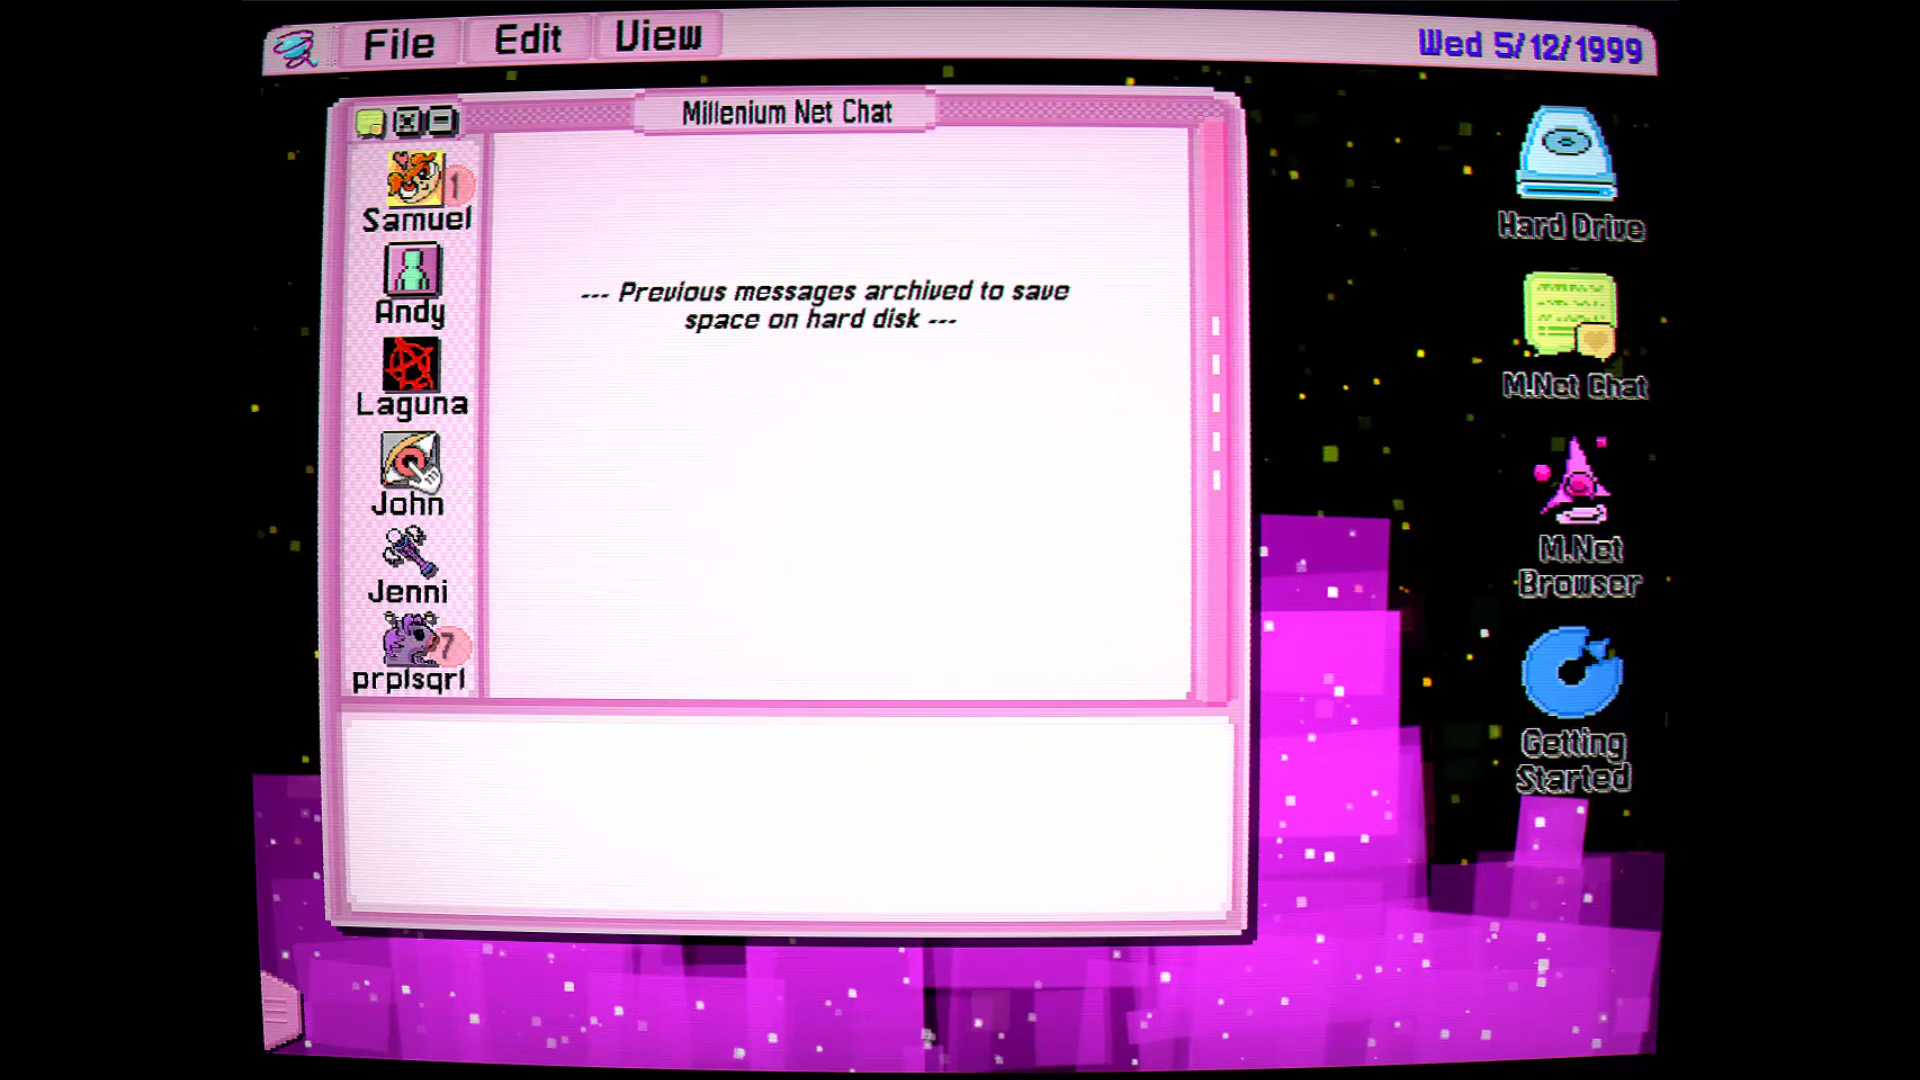 File Edit View
Wed 5/12/1999
Millenium Net Chat
1
Samuel
Andy
Laguna
John
Jenni
7
prplsqrl
--- Previous messages archived to save
space on hard disk ---
Hard Drive
M.Net Chat
M.Net
Browser
Getting
Started